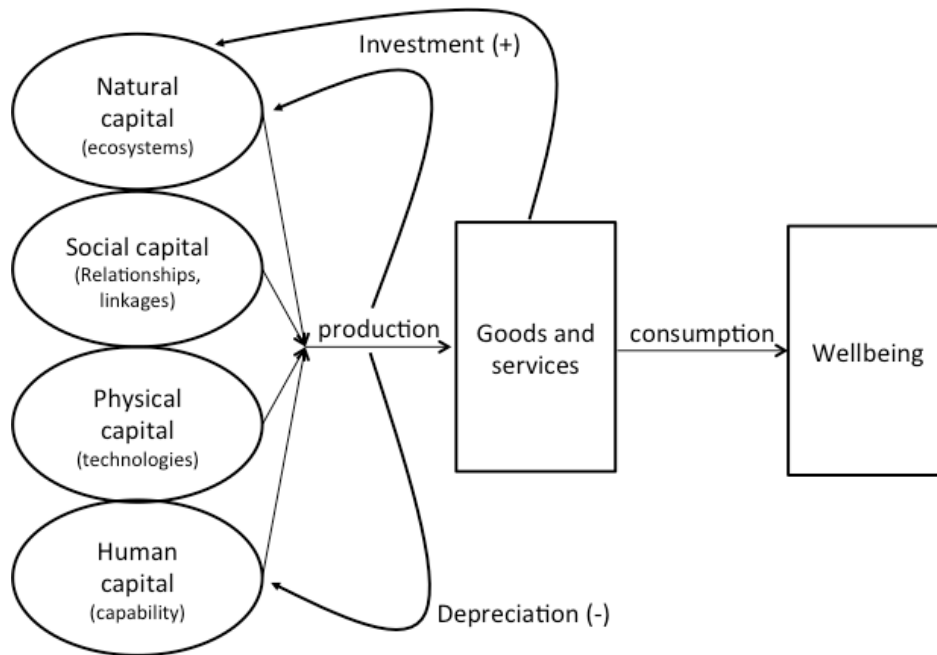 Investment (+)
Natural
capital
(ecosystems)
Social capital
(Relationships,
linkages)
production
Goods and
services
consumption
Wellbeing
Physical
capital
(technologies)
Human
capital
(capability)
Depreciation (-)